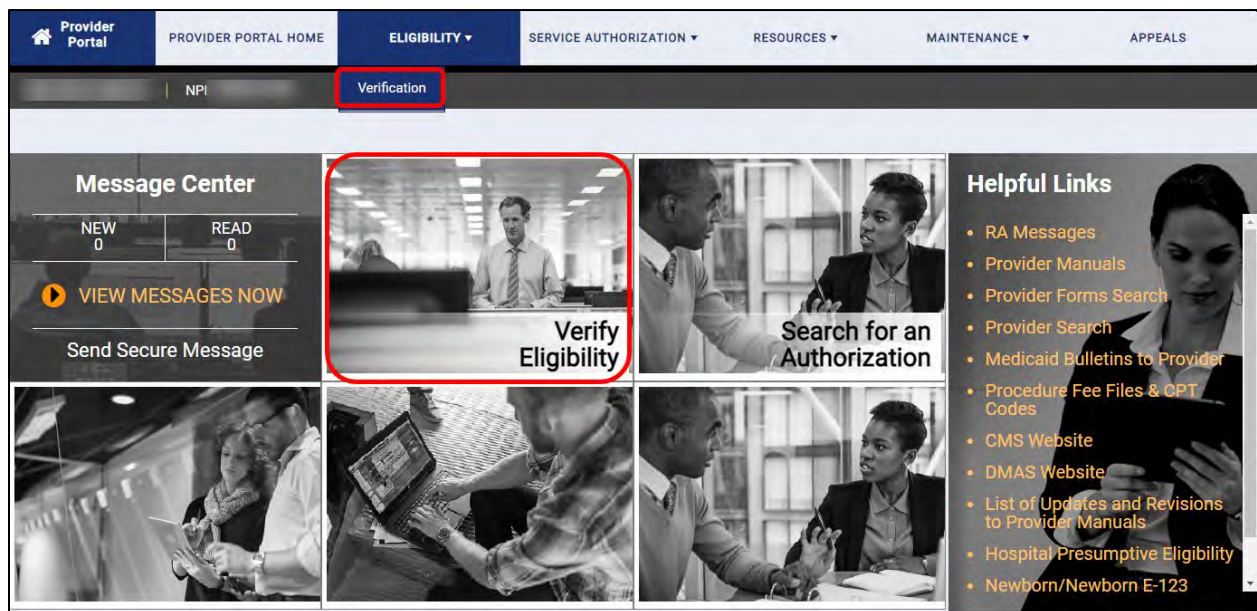 Provider
Portal
PROVIDER PORTAL HOME
ELIGIBILITY ▾
SERVICE AUTHORIZATION ▾
RESOURCES ▾
MAINTENANCE ▾
APPEALS
NPI
Verification
Message Center
NEW
0
READ
0
VIEW MESSAGES NOW
Send Secure Message
Verify
Eligibility
Search for an
Authorization
Helpful Links
• RA Messages
• Provider Manuals
• Provider Forms Search
• Provider Search
• Medicaid Bulletins to Provider
• Procedure Fee Files & CPT
Codes
• CMS Website
• DMAS Website
• List of Updates and Revisions
to Provider Manuals
• Hospital Presumptive Eligibility
• Newborn/Newborn E-123